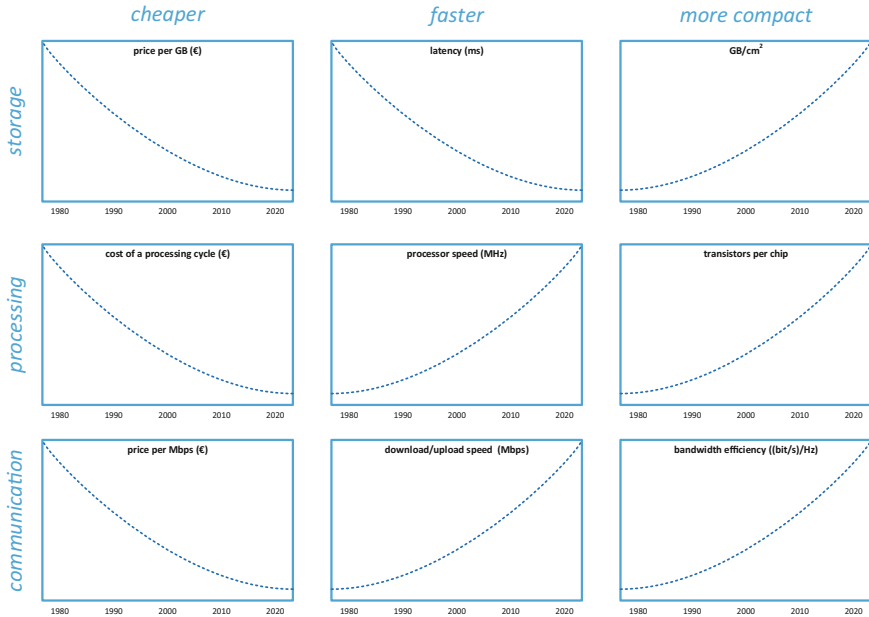 cheaper faster more compact
storage
price per GB (€) latency (ms) GB/cm²
1980 1990 2000 2010 2020 1980 1990 2000 2010 2020 1980 1990 2000 2010 2020
processing
cost of a processing cycle (€) processor speed (MHz) transistors per chip
1980 1990 2000 2010 2020 1980 1990 2000 2010 2020 1980 1990 2000 2010 2020
communication
price per Mbps (€) download/upload speed (Mbps) bandwidth efficiency ((bit/s)/Hz)
1980 1990 2000 2010 2020 1980 1990 2000 2010 2020 1980 1990 2000 2010 2020